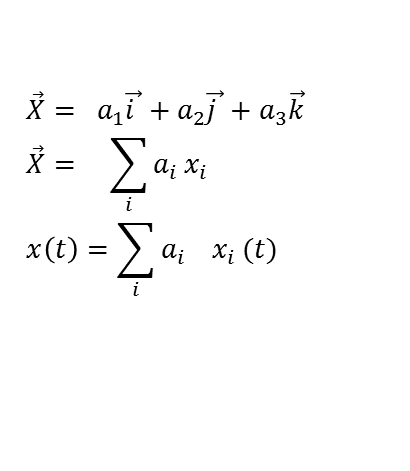 X⃗ = a₁i⃗ + a₂j⃗ + a₃k⃗
X⃗ = ∑ᵢ aᵢ xᵢ
x(t) = ∑ᵢ aᵢ xᵢ (t)